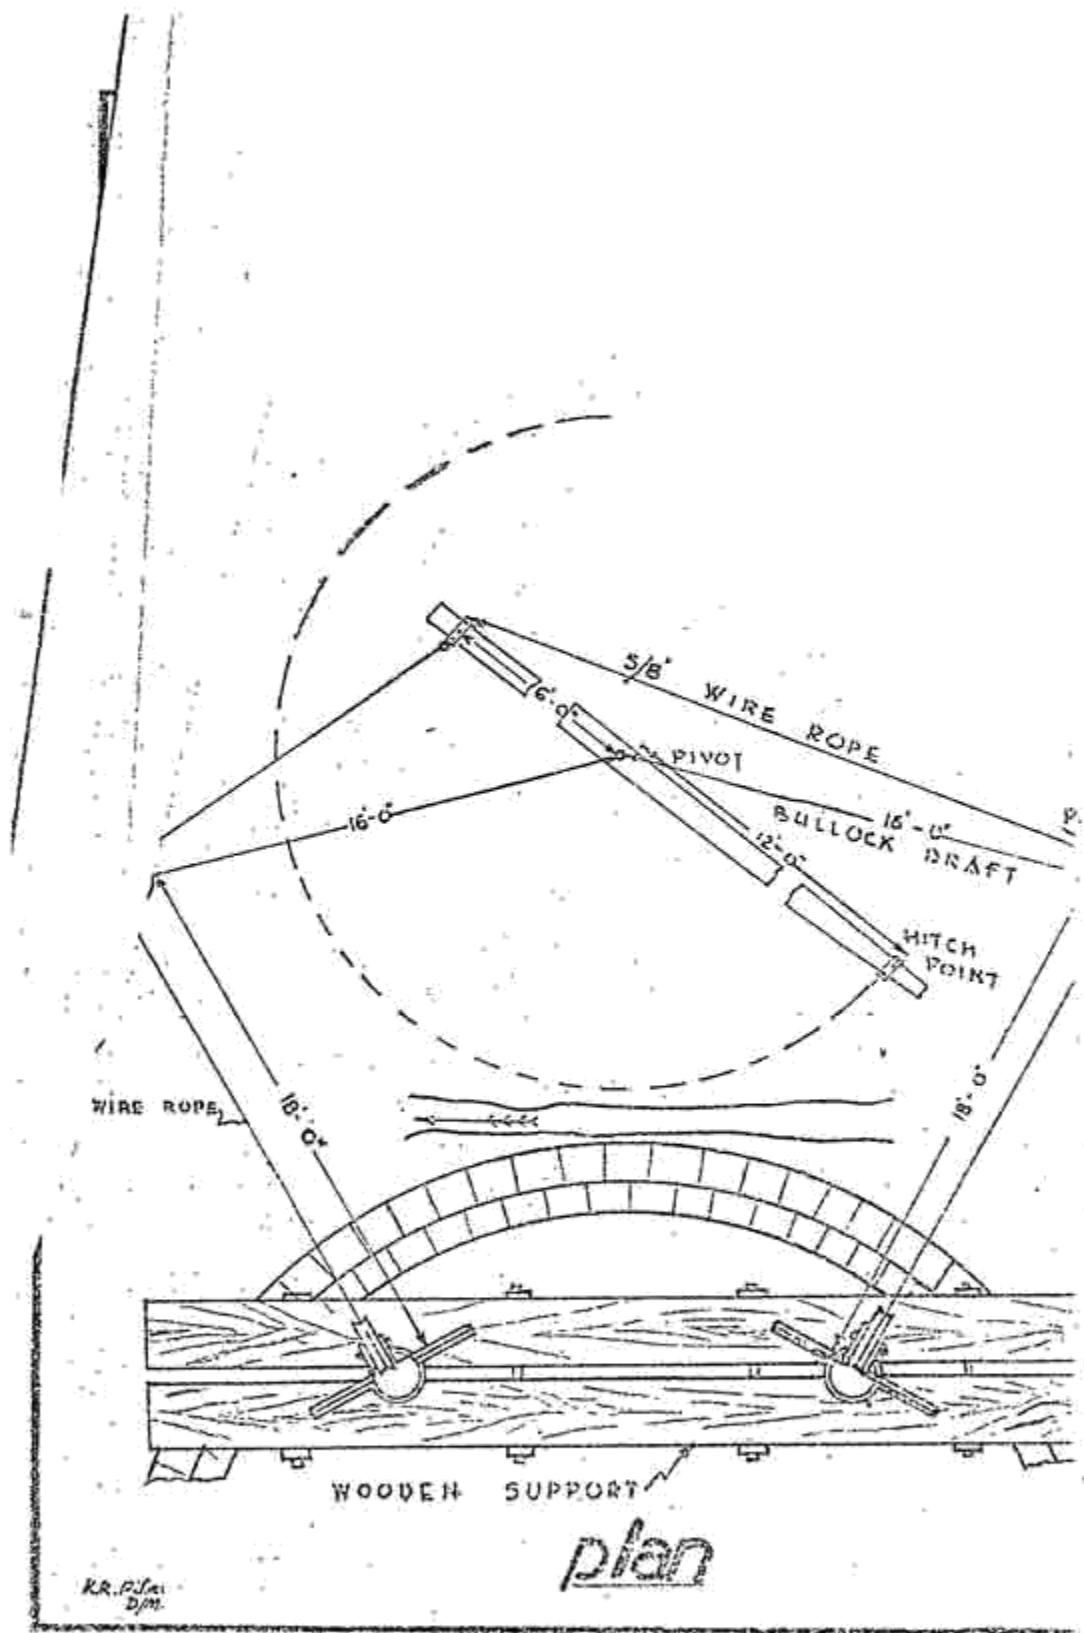 5/8" WIRE ROPE
6'-0"
PIVOT
16'-0"
16'-0"
BULLOCK DRAFT
12'-0"
HITCH
POINT
WIRE ROPE
18'-0"
18'-0"
WOODEN SUPPORT
plan
K.R.
D/M.